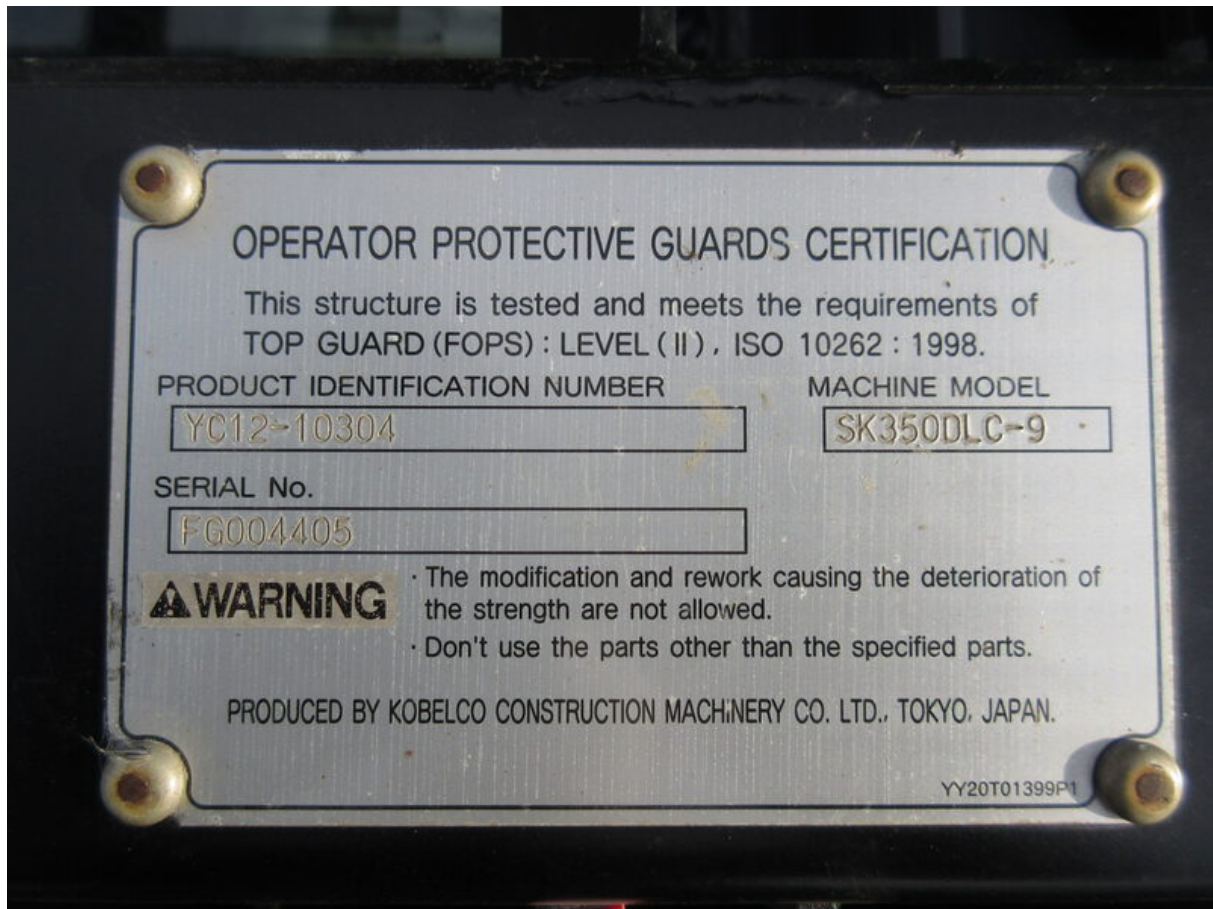 OPERATOR PROTECTIVE GUARDS CERTIFICATION
This structure is tested and meets the requirements of
TOP GUARD (FOPS) : LEVEL (II), ISO 10262 : 1998.
PRODUCT IDENTIFICATION NUMBER MACHINE MODEL
YC12-10304 SK350DLC-9
SERIAL No.
FG004405
⚠WARNING
· The modification and rework causing the deterioration of
the strength are not allowed.
· Don't use the parts other than the specified parts.
PRODUCED BY KOBELCO CONSTRUCTION MACHINERY CO. LTD., TOKYO, JAPAN.
YY20T01399P1